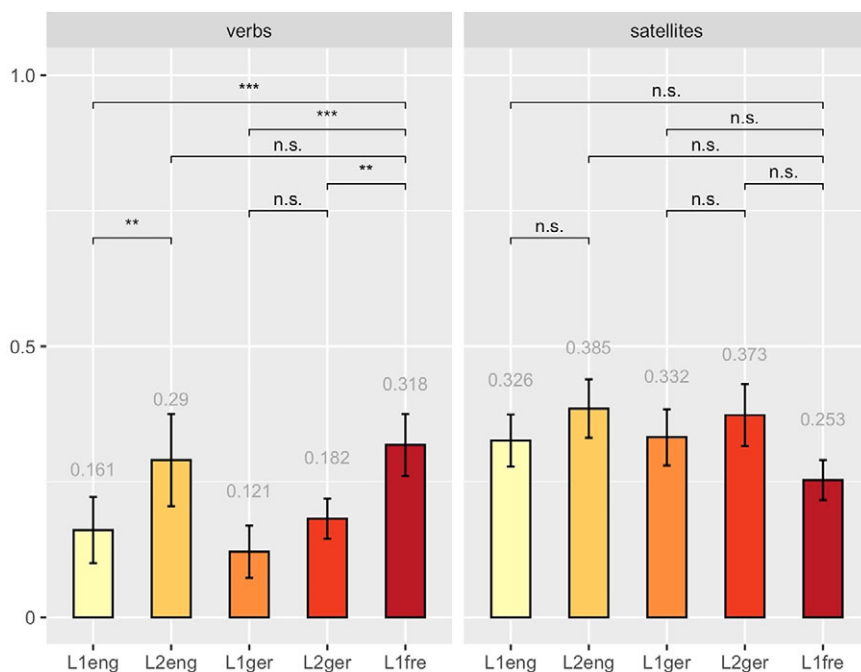 verbs
satellites
1.0
***
n.s.
***
n.s.
n.s.
n.s.
**
n.s.
n.s.
n.s.
**
n.s.
0.5
0.385
0.373
0.29
0.318
0.326
0.332
0.253
0.161
0.182
0.121
0
L1eng L2eng L1ger L2ger L1fre
L1eng L2eng L1ger L2ger L1fre